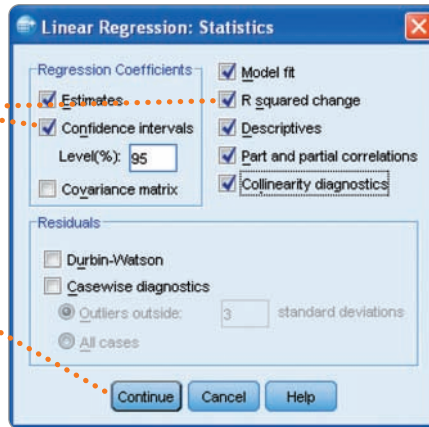 Linear Regression: Statistics
Regression Coefficients
Estimates
Confidence intervals
Level(%): 95
Covariance matrix
Model fit
R squared change
Descriptives
Part and partial correlations
Collinearity diagnostics
Residuals
Durbin-Watson
Casewise diagnostics
Outliers outside: 3 standard deviations
All cases
Continue Cancel Help